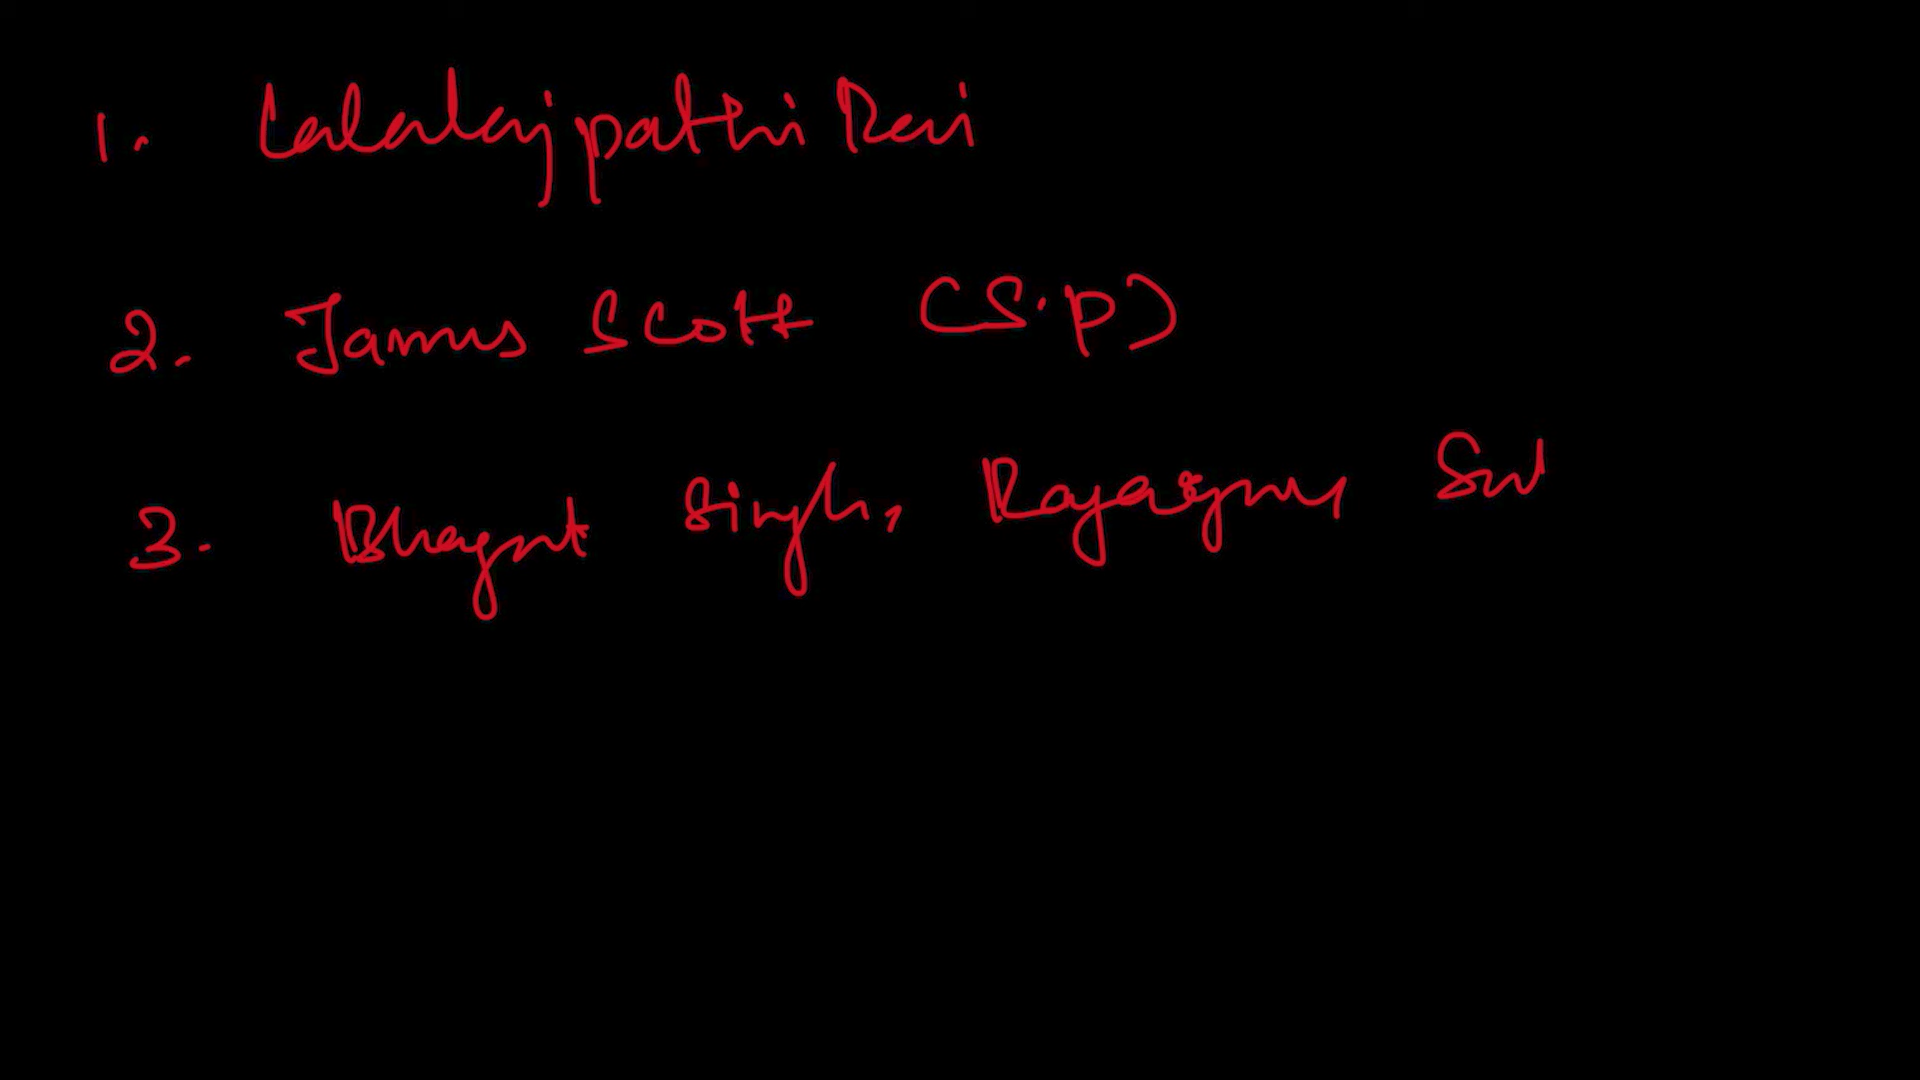 1. Lalalajpathi Rai
2. James Scott (S.P)
3. Bhagat Singh, Rajaguru